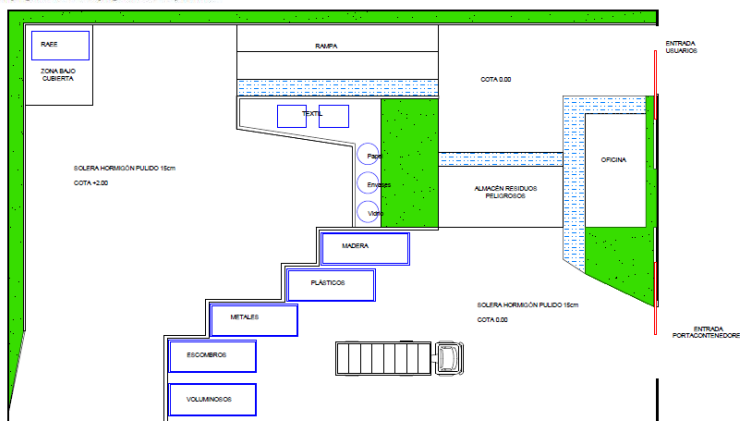 RAEE
ZONA BAJO
CUBIERTA
RAMPA
ENTRADA
USUARIOS
COTA 0.00
TEXTIL
Papel
Envases
Vidrio
OFICINA
SOLERA HORMIGÓN PULIDO 15cm
COTA +2.00
ALMACÉN RESIDUOS
PELIGROSOS
MADERA
PLÁSTICOS
METALES
SOLERA HORMIGÓN PULIDO 15cm
COTA 0.00
ENTRADA
PORTACONTENEDORE
ESCOMBROS
VOLUMINOSOS